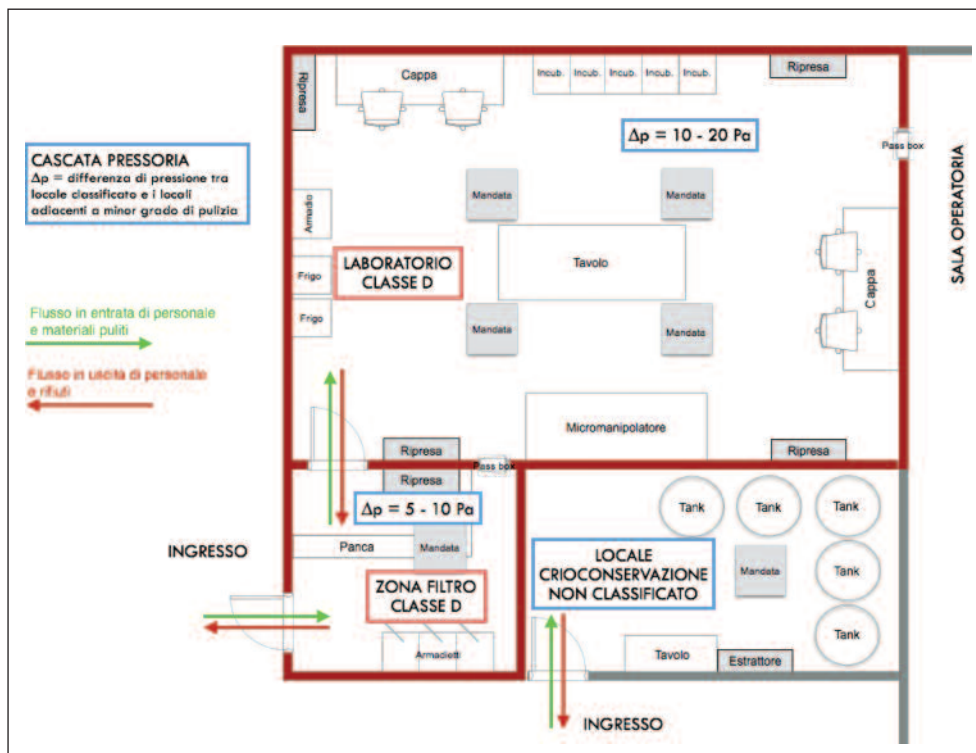 Ripresa
Cappa
Incub. Incub. Incub. Incub. Incub.
Ripresa
Δp = 10 - 20 Pa
Pass box
CASCATA PRESSORIA
Δp = differenza di pressione tra
locale classificato e i locali
adiacenti a minor grado di pulizia
Mandata
Mandata
Armadio
SALA OPERATORIA
LABORATORIO
CLASSE D
Tavolo
Cappa
Frigo
Frigo
Flusso in entrata di personale
e materiali puliti
Mandata
Mandata
Flusso in uscita di personale
e rifiuti
Micromanipolatore
Ripresa
Ripresa
Pass box
Ripresa
Δp = 5 - 10 Pa
Tank
Tank
Tank
INGRESSO
Panca
Mandata
LOCALE
CRIOCONSERVAZIONE
NON CLASSIFICATO
Mandata
Tank
ZONA FILTRO
CLASSE D
Tank
Armadietti
Tavolo
Estrattore
INGRESSO